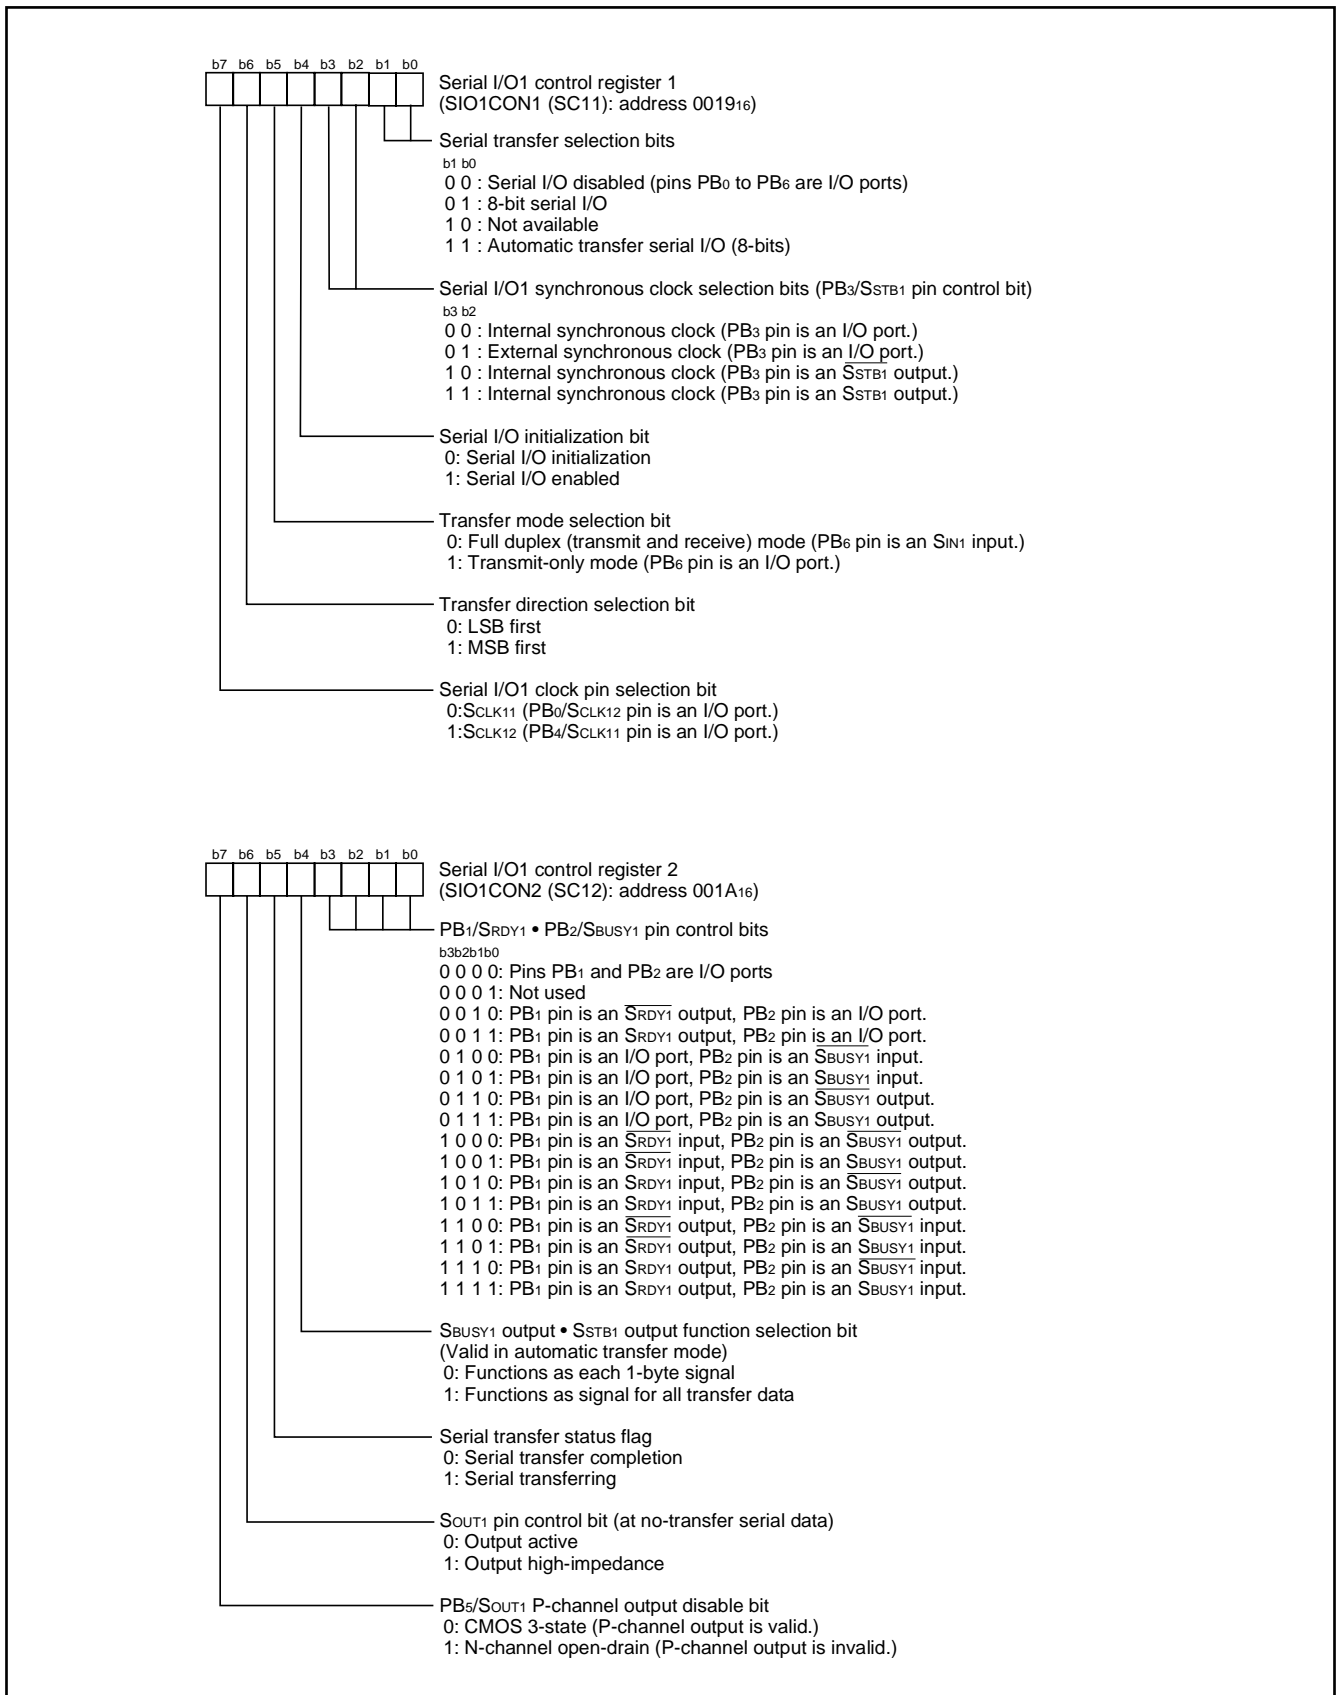 b7 b6 b5 b4 b3 b2 b1 b0
Serial I/O1 control register 1
(SIO1CON1 (SC11): address 001916)
Serial transfer selection bits
b1 b0
0 0 : Serial I/O disabled (pins PB0 to PB6 are I/O ports)
0 1 : 8-bit serial I/O
1 0 : Not available
1 1 : Automatic transfer serial I/O (8-bits)
Serial I/O1 synchronous clock selection bits (PB3/SSTB1 pin control bit)
b3 b2
0 0 : Internal synchronous clock (PB3 pin is an I/O port.)
0 1 : External synchronous clock (PB3 pin is an I/O port.)
1 0 : Internal synchronous clock (PB3 pin is an S̅S̅T̅B̅1̅ output.)
1 1 : Internal synchronous clock (PB3 pin is an SSTB1 output.)
Serial I/O initialization bit
0: Serial I/O initialization
1: Serial I/O enabled
Transfer mode selection bit
0: Full duplex (transmit and receive) mode (PB6 pin is an SIN1 input.)
1: Transmit-only mode (PB6 pin is an I/O port.)
Transfer direction selection bit
0: LSB first
1: MSB first
Serial I/O1 clock pin selection bit
0:SCLK11 (PB0/SCLK12 pin is an I/O port.)
1:SCLK12 (PB4/SCLK11 pin is an I/O port.)
b7 b6 b5 b4 b3 b2 b1 b0
Serial I/O1 control register 2
(SIO1CON2 (SC12): address 001A16)
PB1/SRDY1 • PB2/SBUSY1 pin control bits
b3b2b1b0
0 0 0 0: Pins PB1 and PB2 are I/O ports
0 0 0 1: Not used
0 0 1 0: PB1 pin is an S̅R̅D̅Y̅1̅ output, PB2 pin is an I/O port.
0 0 1 1: PB1 pin is an SRDY1 output, PB2 pin is an I/O port.
0 1 0 0: PB1 pin is an I/O port, PB2 pin is an S̅B̅U̅S̅Y̅1̅ input.
0 1 0 1: PB1 pin is an I/O port, PB2 pin is an SBUSY1 input.
0 1 1 0: PB1 pin is an I/O port, PB2 pin is an S̅B̅U̅S̅Y̅1̅ output.
0 1 1 1: PB1 pin is an I/O port, PB2 pin is an SBUSY1 output.
1 0 0 0: PB1 pin is an S̅R̅D̅Y̅1̅ input, PB2 pin is an S̅B̅U̅S̅Y̅1̅ output.
1 0 0 1: PB1 pin is an S̅R̅D̅Y̅1̅ input, PB2 pin is an SBUSY1 output.
1 0 1 0: PB1 pin is an SRDY1 input, PB2 pin is an S̅B̅U̅S̅Y̅1̅ output.
1 0 1 1: PB1 pin is an SRDY1 input, PB2 pin is an SBUSY1 output.
1 1 0 0: PB1 pin is an S̅R̅D̅Y̅1̅ output, PB2 pin is an S̅B̅U̅S̅Y̅1̅ input.
1 1 0 1: PB1 pin is an S̅R̅D̅Y̅1̅ output, PB2 pin is an SBUSY1 input.
1 1 1 0: PB1 pin is an SRDY1 output, PB2 pin is an S̅B̅U̅S̅Y̅1̅ input.
1 1 1 1: PB1 pin is an SRDY1 output, PB2 pin is an SBUSY1 input.
SBUSY1 output • SSTB1 output function selection bit
(Valid in automatic transfer mode)
0: Functions as each 1-byte signal
1: Functions as signal for all transfer data
Serial transfer status flag
0: Serial transfer completion
1: Serial transferring
SOUT1 pin control bit (at no-transfer serial data)
0: Output active
1: Output high-impedance
PB5/SOUT1 P-channel output disable bit
0: CMOS 3-state (P-channel output is valid.)
1: N-channel open-drain (P-channel output is invalid.)